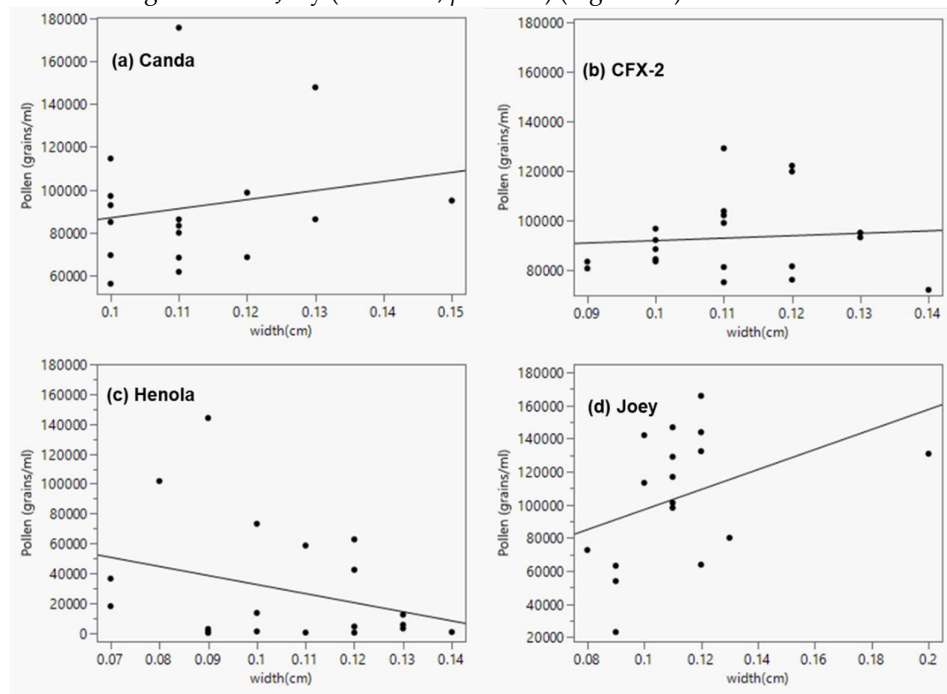 180000
160000
140000
120000
100000
80000
60000
Pollen (grains/ml)
(a) Canda
0.1 0.11 0.12 0.13 0.14 0.15
width(cm)
180000
160000
140000
120000
100000
80000
Pollen (grains/ml)
(b) CFX-2
0.09 0.1 0.11 0.12 0.13 0.14
width(cm)
180000
160000
140000
120000
100000
80000
60000
40000
20000
0
Pollen (grains/ml)
(c) Henola
0.07 0.08 0.09 0.1 0.11 0.12 0.13 0.14
width(cm)
180000
160000
140000
120000
100000
80000
60000
40000
20000
Pollen (grains/ml)
(d) Joey
0.08 0.1 0.12 0.14 0.16 0.18 0.2
width(cm)